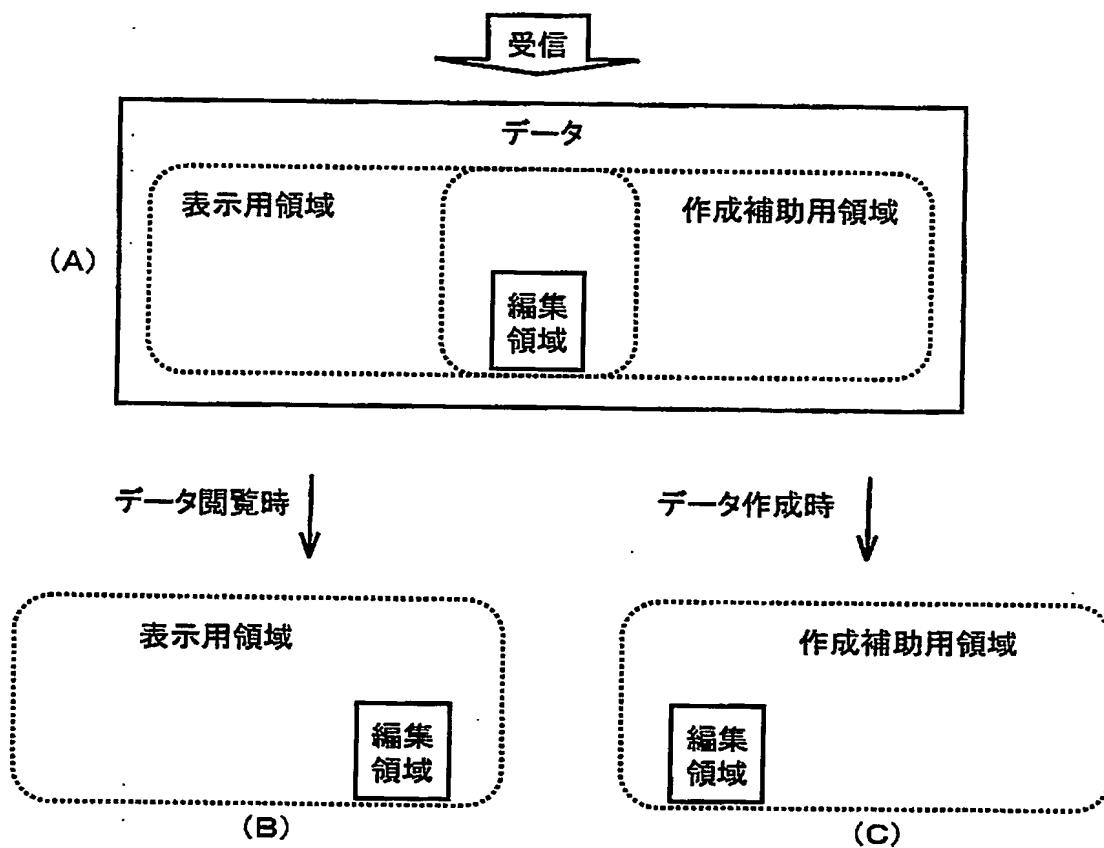 受信
データ
表示用領域
作成補助用領域
(A)
編集
領域
データ閲覧時
データ作成時
表示用領域
作成補助用領域
編集
領域
編集
領域
(B)
(C)